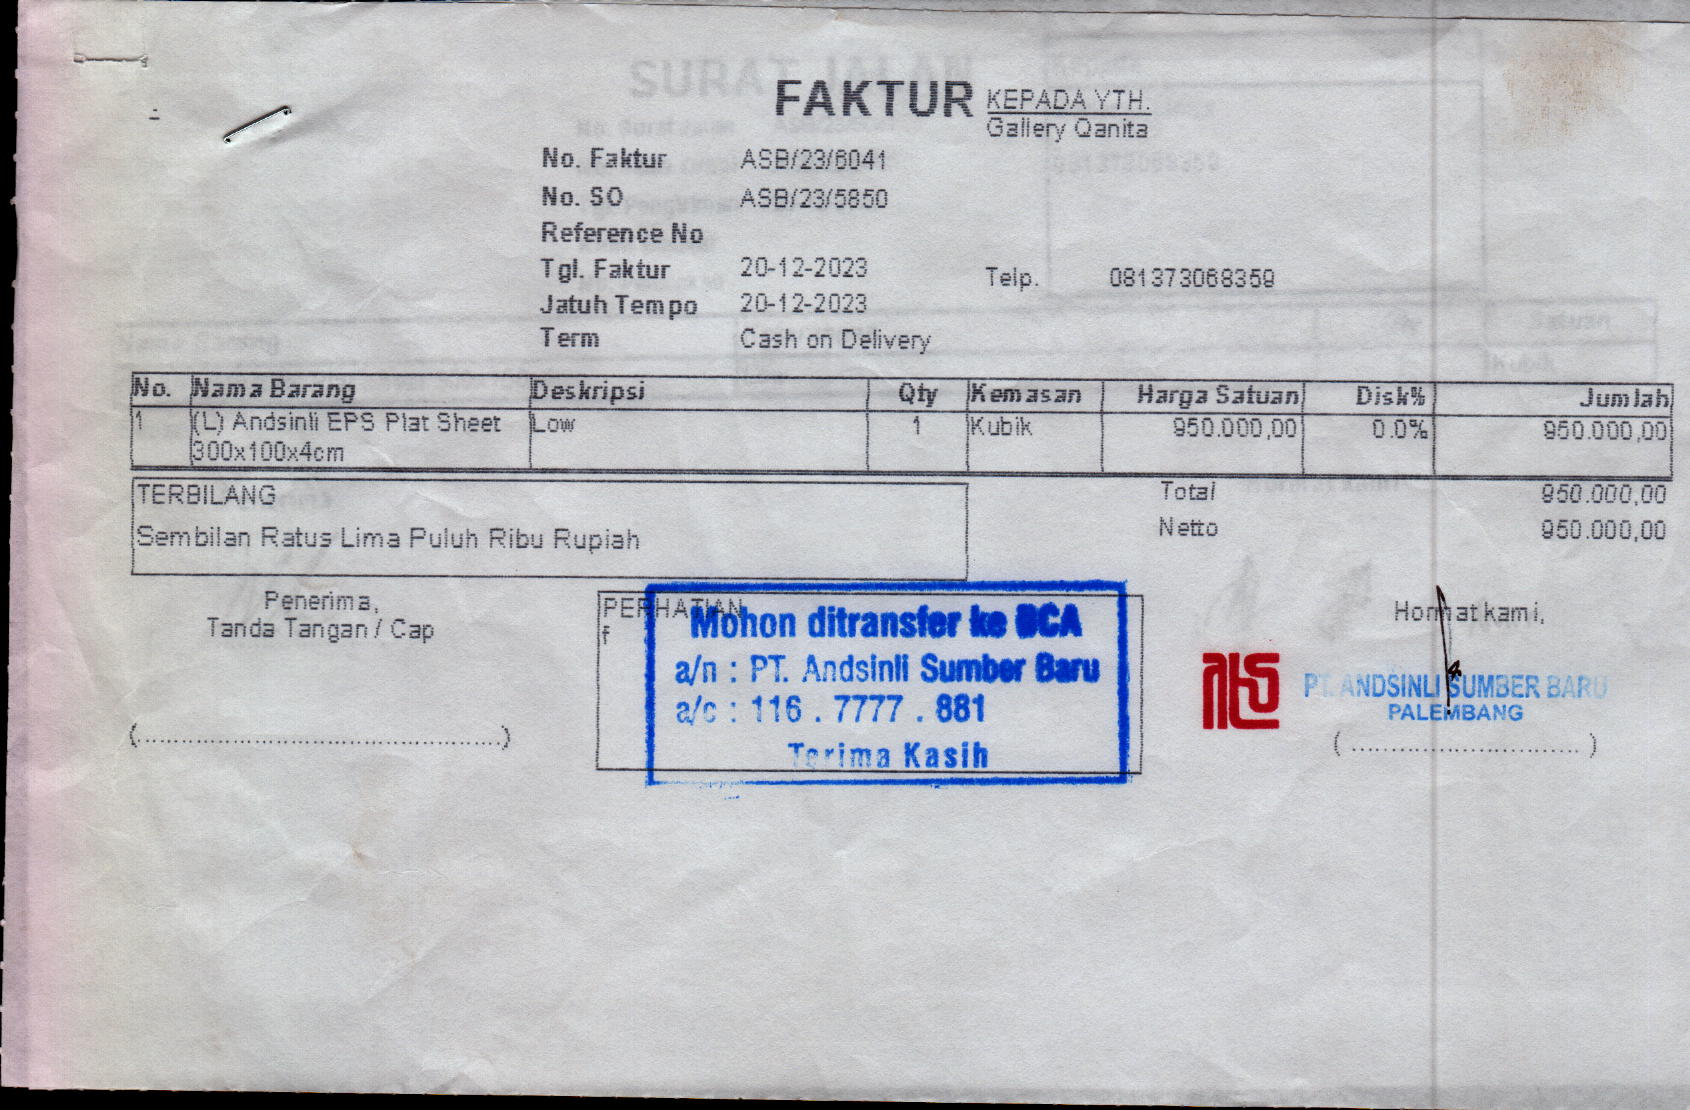 FAKTUR
KEPADA YTH.
Gallery Qanita
No. Faktur ASB/23/6041
No. SO ASB/23/5850
Reference No
Tgl. Faktur 20-12-2023
Telp. 081373068359
Jatuh Tempo 20-12-2023
Term Cash on Delivery
No. Nama Barang Deskripsi Qty Kemasan Harga Satuan Disk% Jumlah
1 (L) Andsinli EPS Plat Sheet Low 1 Kubik 950.000,00 0.0% 950.000,00
300x100x4cm
TERBILANG Total 950.000,00
Sembilan Ratus Lima Puluh Ribu Rupiah Netto 950.000,00
Penerima,
Tanda Tangan / Cap
(................................................)
PERHATIAN
f
Mohon ditransfer ke BCA
a/n : PT. Andsinli Sumber Baru
a/c : 116 . 7777 . 881
Terima Kasih
Hormat kami,
PT. ANDSINLI SUMBER BARU
PALEMBANG
( .............................. )